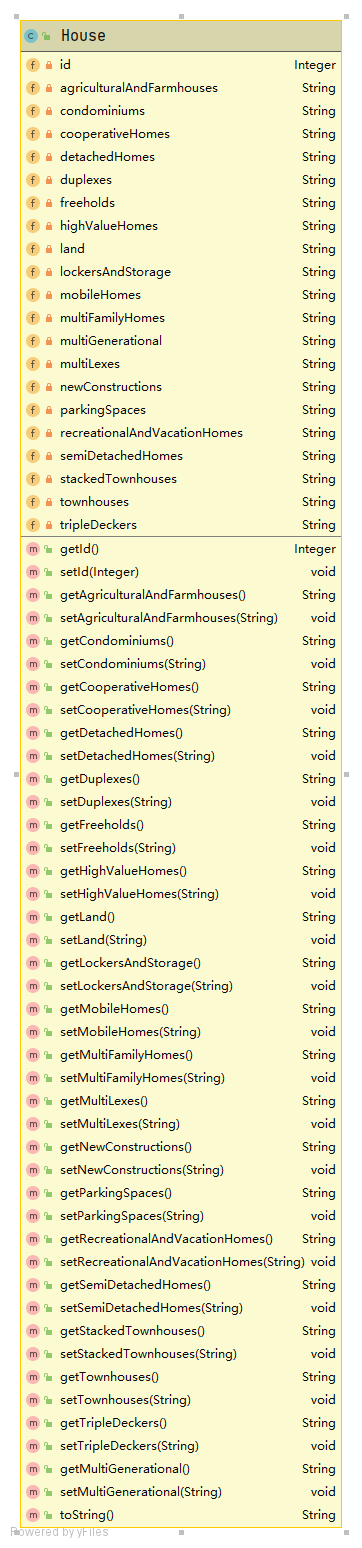 c House
f id Integer
f agriculturalAndFarmhouses String
f condominiums String
f cooperativeHomes String
f detachedHomes String
f duplexes String
f freeholds String
f highValueHomes String
f land String
f lockersAndStorage String
f mobileHomes String
f multiFamilyHomes String
f multiGenerational String
f multiLexes String
f newConstructions String
f parkingSpaces String
f recreationalAndVacationHomes String
f semiDetachedHomes String
f stackedTownhouses String
f townhouses String
f tripleDeckers String
m getId() Integer
m setId(Integer) void
m getAgriculturalAndFarmhouses() String
m setAgriculturalAndFarmhouses(String) void
m getCondominiums() String
m setCondominiums(String) void
m getCooperativeHomes() String
m setCooperativeHomes(String) void
m getDetachedHomes() String
m setDetachedHomes(String) void
m getDuplexes() String
m setDuplexes(String) void
m getFreeholds() String
m setFreeholds(String) void
m getHighValueHomes() String
m setHighValueHomes(String) void
m getLand() String
m setLand(String) void
m getLockersAndStorage() String
m setLockersAndStorage(String) void
m getMobileHomes() String
m setMobileHomes(String) void
m getMultiFamilyHomes() String
m setMultiFamilyHomes(String) void
m getMultiLexes() String
m setMultiLexes(String) void
m getNewConstructions() String
m setNewConstructions(String) void
m getParkingSpaces() String
m setParkingSpaces(String) void
m getRecreationalAndVacationHomes() String
m setRecreationalAndVacationHomes(String) void
m getSemiDetachedHomes() String
m setSemiDetachedHomes(String) void
m getStackedTownhouses() String
m setStackedTownhouses(String) void
m getTownhouses() String
m setTownhouses(String) void
m getTripleDeckers() String
m setTripleDeckers(String) void
m getMultiGenerational() String
m setMultiGenerational(String) void
m toString() String
Powered by yFiles